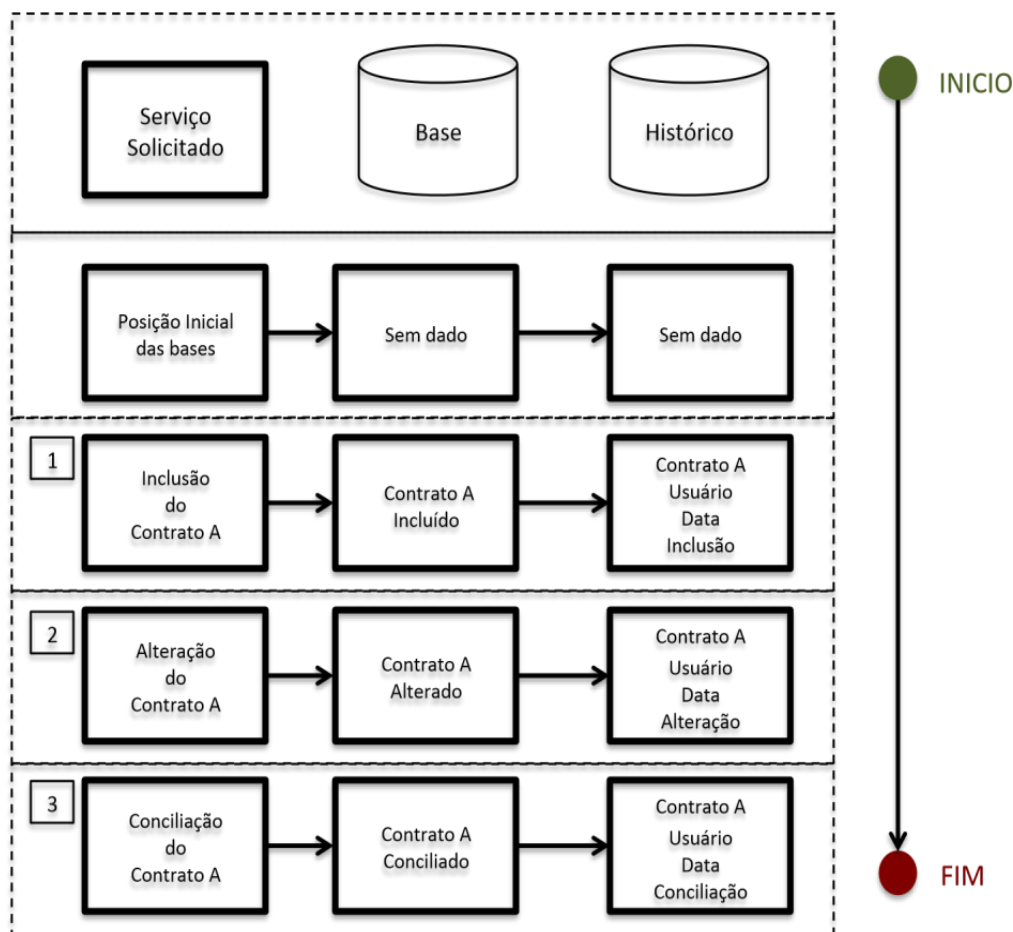 Serviço
Solicitado
Base
Histórico
INICIO
Posição Inicial
das bases
Sem dado
Sem dado
1
Inclusão
do
Contrato A
Contrato A
Incluído
Contrato A
Usuário
Data
Inclusão
2
Alteração
do
Contrato A
Contrato A
Alterado
Contrato A
Usuário
Data
Alteração
3
Conciliação
do
Contrato A
Contrato A
Conciliado
Contrato A
Usuário
Data
Conciliação
FIM